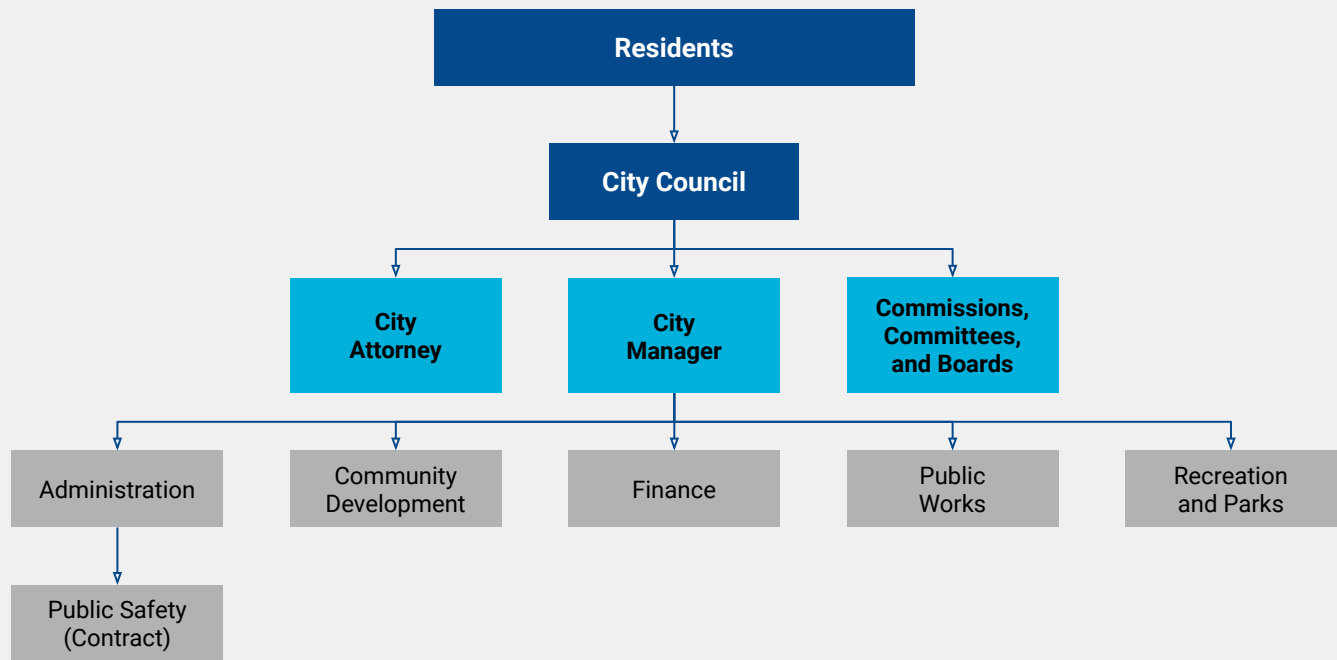 Residents
City Council
City
Attorney
City
Manager
Commissions,
Committees,
and Boards
Administration
Community
Development
Finance
Public
Works
Recreation
and Parks
Public Safety
(Contract)